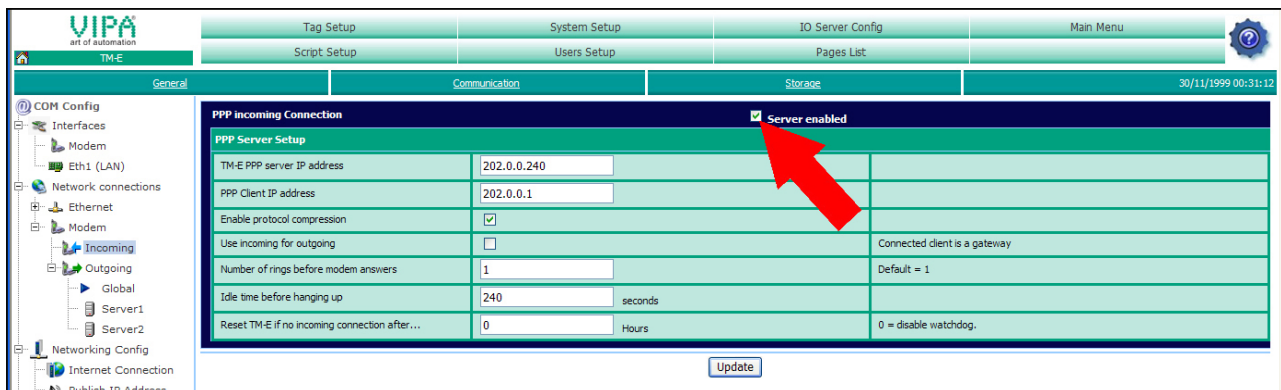 VIPA
art of automation
TM-E
Tag Setup
System Setup
IO Server Config
Main Menu
Script Setup
Users Setup
Pages List
General
Communication
Storage
30/11/1999 00:31:12
COM Config
Interfaces
Modem
Eth1 (LAN)
Network connections
Ethernet
Modem
Incoming
Outgoing
Global
Server1
Server2
Networking Config
Internet Connection
Publish IP Address
PPP incoming Connection
Server enabled
PPP Server Setup
TM-E PPP server IP address
202.0.0.240
PPP Client IP address
202.0.0.1
Enable protocol compression
Use incoming for outgoing
Connected client is a gateway
Number of rings before modem answers
1
Default = 1
Idle time before hanging up
240
seconds
Reset TM-E if no incoming connection after...
0
Hours
0 = disable watchdog.
Update